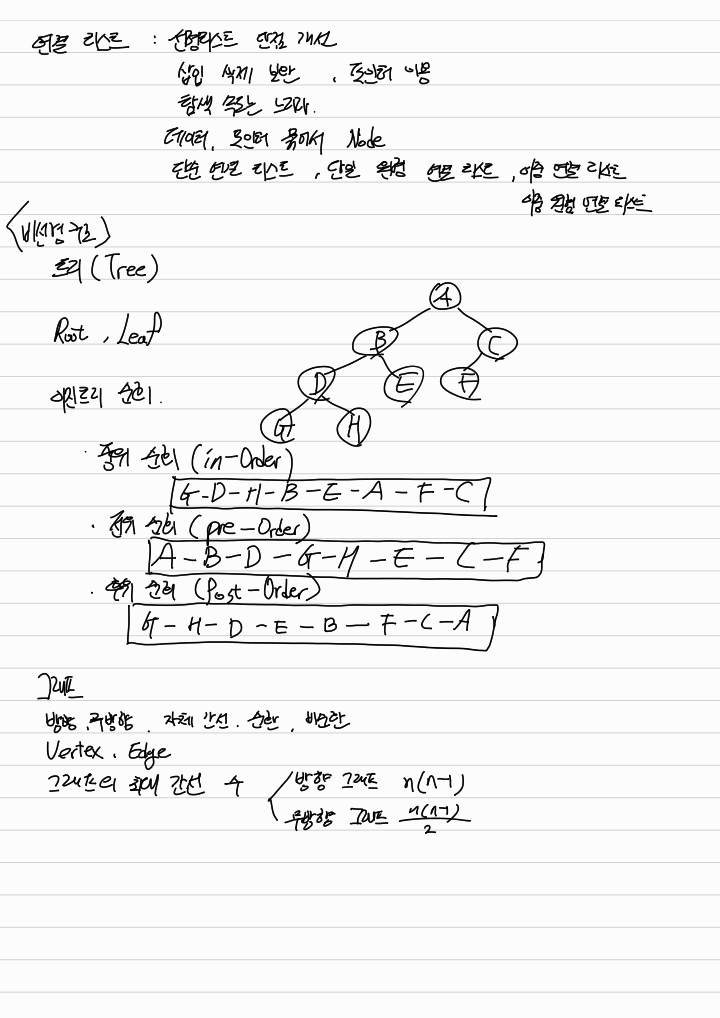 연결 리스트 : 선형리스트 단점 개선
삽입 삭제 보완, 포인터 이용
탐색 속도는 느리다.
데이터, 포인터 묶어서 Node
단순 연결 리스트, 단일 원형 연결 리스트, 이중 연결 리스트
이중 원형 연결 리스트
<비선형 구조>
트리 (Tree)
A
Root, Leaf
B C
이진트리 순회.
D E F
G H
· 중위 순회 (in-Order)
G-D-H-B-E-A-F-C
· 전위 순회 (pre-Order)
A-B-D-G-H-E-C-F
· 후위 순회 (Post-Order)
G-H-D-E-B-F-C-A
그래프
방향, 무방향, 자체 간선. 순환, 비순환
Vertex, Edge
그래프의 최대 간선 수
방향 그래프 n(n-1)
무방향 그래프 n(n-1)/2